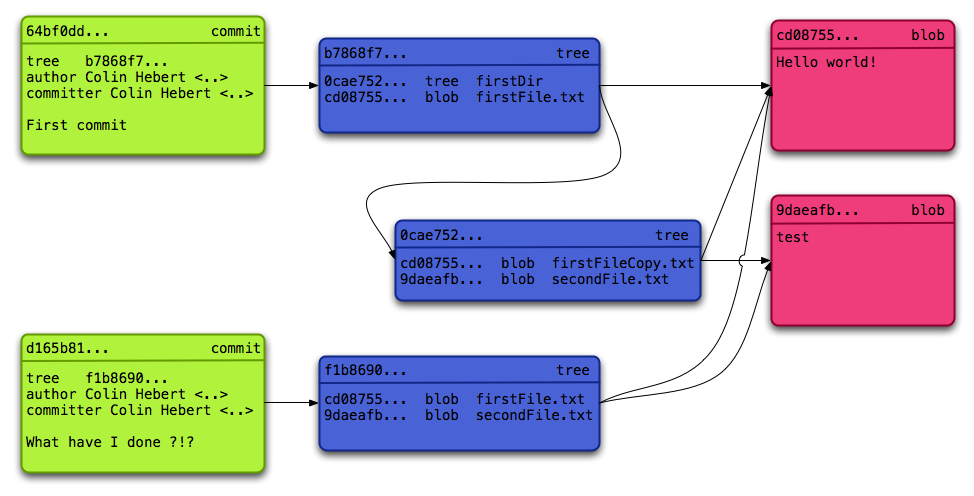 64bf0dd... commit
tree b7868f7...
author Colin Hebert <..>
committer Colin Hebert <..>
First commit
b7868f7... tree
0cae752... tree firstDir
cd08755... blob firstFile.txt
cd08755... blob
Hello world!
0cae752... tree
cd08755... blob firstFileCopy.txt
9daeafb... blob secondFile.txt
9daeafb... blob
test
d165b81... commit
tree f1b8690...
author Colin Hebert <..>
committer Colin Hebert <..>
What have I done ?!?
f1b8690... tree
cd08755... blob firstFile.txt
9daeafb... blob secondFile.txt